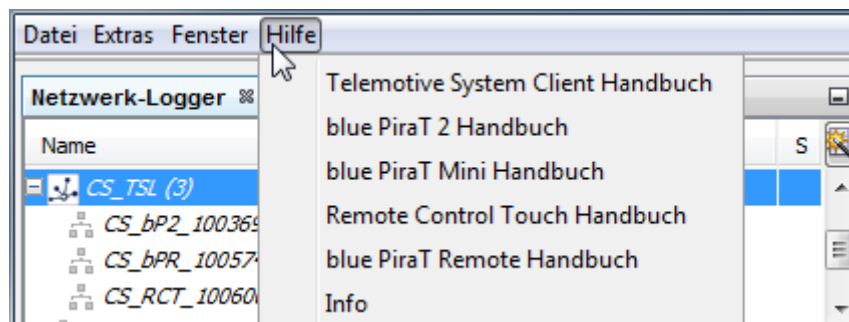 Datei Extras Fenster Hilfe
Telemotive System Client Handbuch
blue PiraT 2 Handbuch
blue PiraT Mini Handbuch
Remote Control Touch Handbuch
blue PiraT Remote Handbuch
Info
Netzwerk-Logger
Name S
CS_TSL (3)
CS_bP2_100369
CS_bPR_100574
CS_RCT_10060